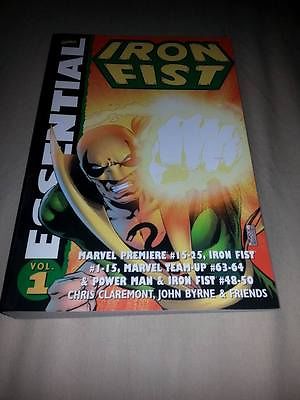 ESSENTIAL
VOL.
1
IRON
FIST
MARVEL PREMIERE #15-25, IRON FIST
#1-15, MARVEL TEAM-UP #63-64
& POWER MAN & IRON FIST #48-50
CHRIS CLAREMONT, JOHN BYRNE & FRIENDS